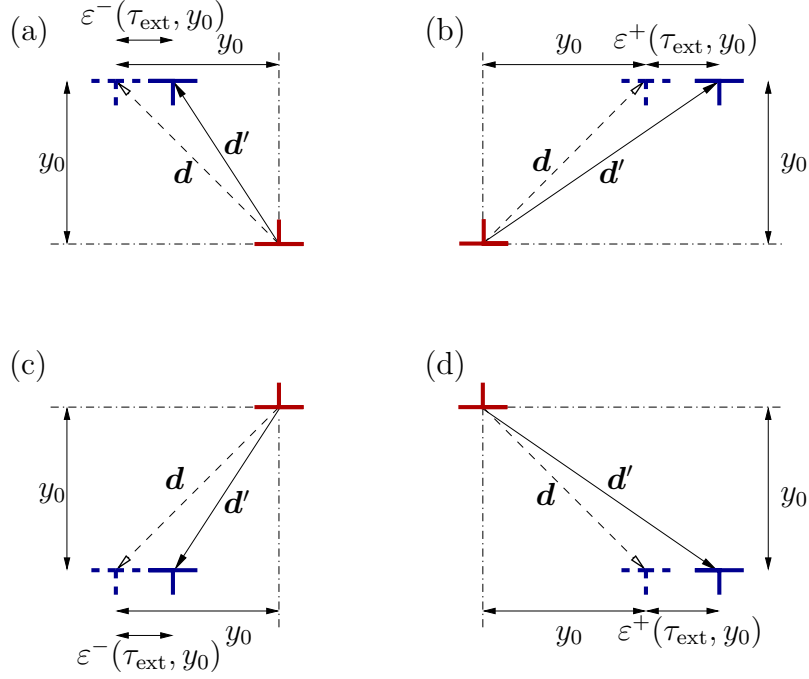 (a)
ε⁻(τ_ext, y₀)
y₀
y₀
d
d′
(b)
y₀
ε⁺(τ_ext, y₀)
d
d′
y₀
(c)
y₀
d
d′
y₀
ε⁻(τ_ext, y₀)
(d)
d
d′
y₀
y₀
ε⁺(τ_ext, y₀)